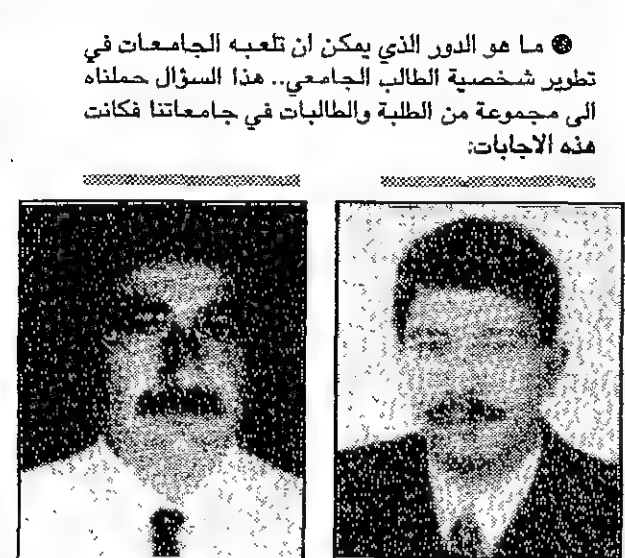 ● ما هو الدور الذي يمكن ان تلعبه الجامعات في
تطوير شخصية الطالب الجامعي.. هذا السؤال حملناه
الى مجموعة من الطلبة والطالبات في جامعاتنا فكانت
هذه الاجابات: